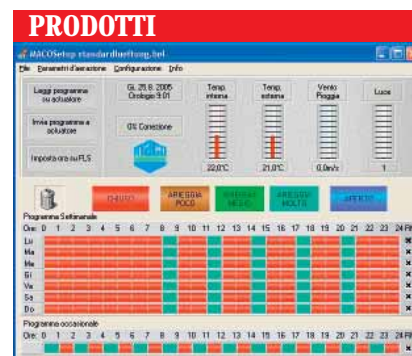 PRODOTTI
MACOSetup standardlueftung.bel
File Parametri d'aerazione Configurazione Info
Leggi programma
su actuatore
Invia programma a
actuatore
Imposta ora su FLS
Gi, 25.8. 2005
Orologio 9:01
0% Conezione
Temp.
interna
22,0°C
Temp.
esterna
21,0°C
Vento
Pioggia
0,0m/s
Luce
1
CHIUSO
ARIEGGIA
POCO
ARIEGGIA
MEDIO
ARIEGGIA
MOLTO
APERTO
Programma Settimanale
Ore: 0 1 2 3 4 5 6 7 8 9 10 11 12 13 14 15 16 17 18 19 20 21 22 23 24
Lu
Ma
Me
Gi
Ve
Sa
Do
Programma occasionale
Ore: 0 1 2 3 4 5 6 7 8 9 10 11 12 13 14 15 16 17 18 19 20 21 22 23 24